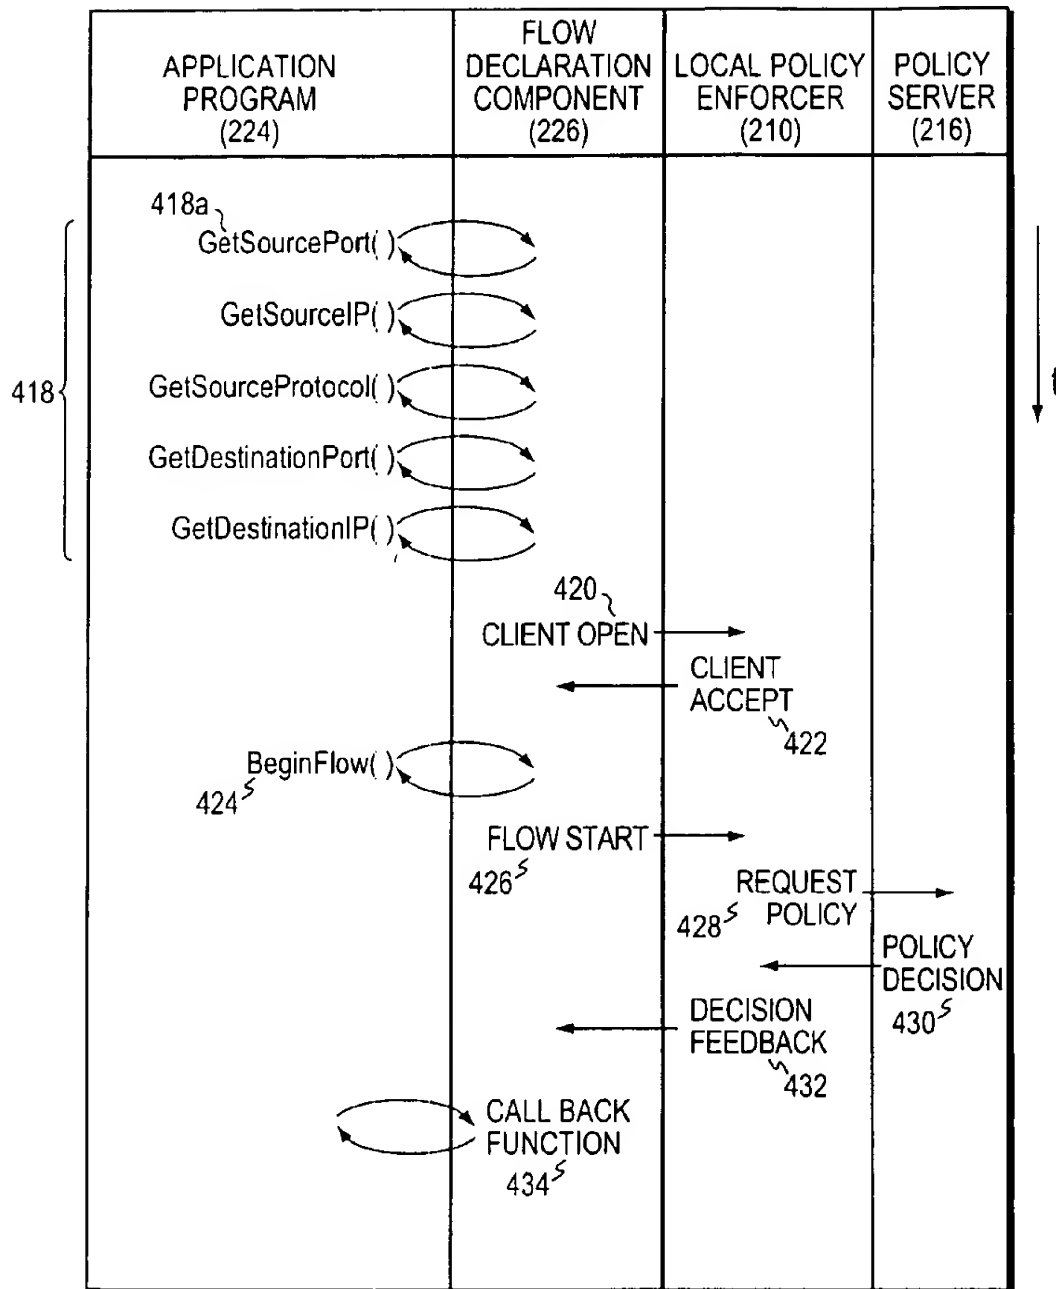 APPLICATION
PROGRAM
(224)
FLOW
DECLARATION
COMPONENT
(226)
LOCAL POLICY
ENFORCER
(210)
POLICY
SERVER
(216)
418a
GetSourcePort( )
GetSourceIP( )
418
GetSourceProtocol( )
t
GetDestinationPort( )
GetDestinationIP( )
420
CLIENT OPEN
CLIENT
ACCEPT
422
BeginFlow( )
424
FLOW START
426
REQUEST
POLICY
428
POLICY
DECISION
430
DECISION
FEEDBACK
432
CALL BACK
FUNCTION
434